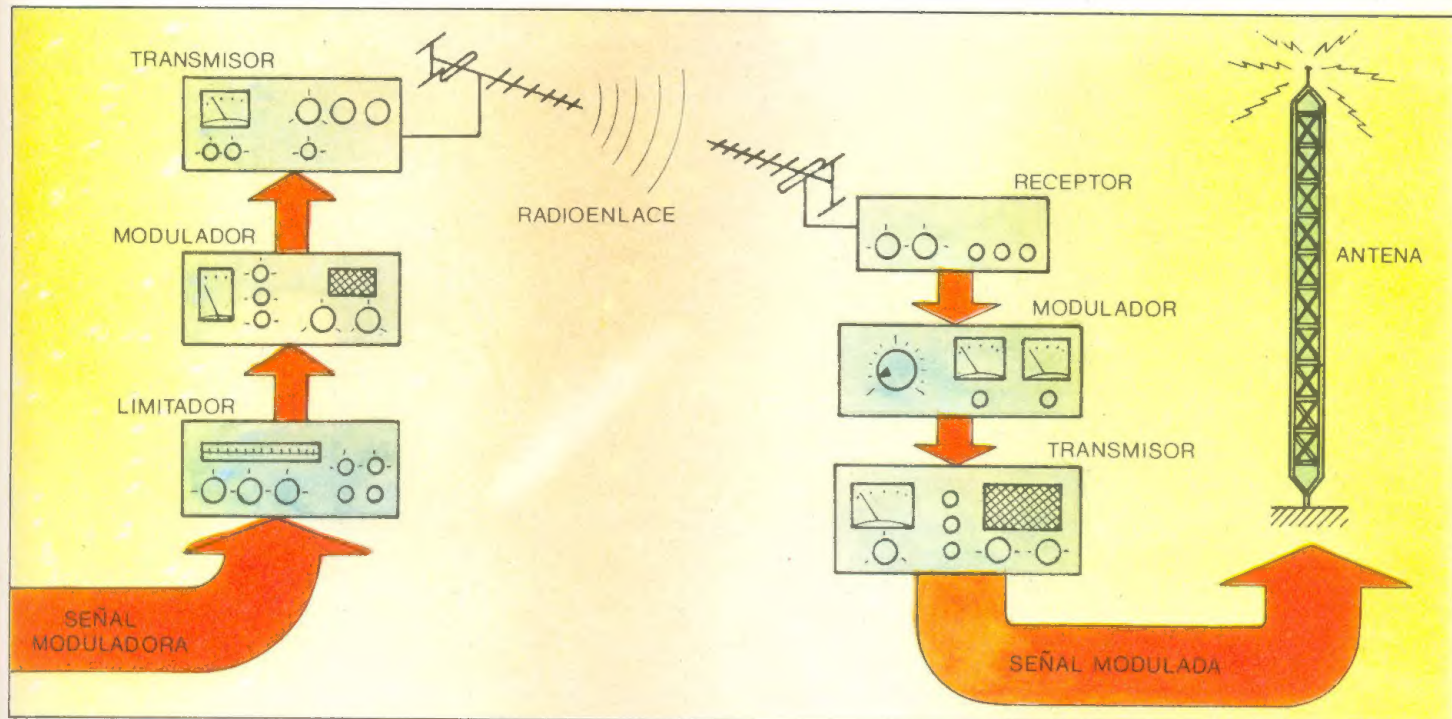 TRANSMISOR
MODULADOR
LIMITADOR
SEÑAL
MODULADORA
RADIOENLACE
RECEPTOR
MODULADOR
TRANSMISOR
SEÑAL MODULADA
ANTENA